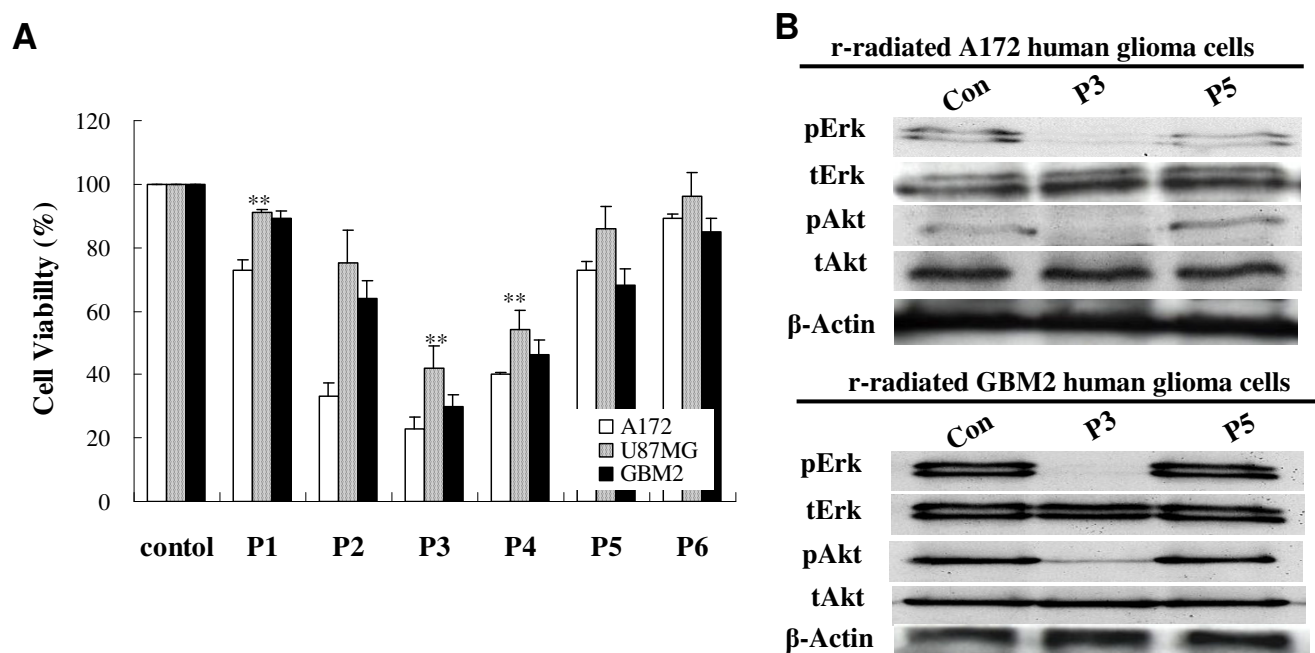 A
Cell Viabillty (%)
120
100
80
60
40
20
0
**
**
**
A172
U87MG
GBM2
contol P1 P2 P3 P4 P5 P6
B
r-radiated A172 human glioma cells
Con P3 P5
pErk
tErk
pAkt
tAkt
β-Actin
r-radiated GBM2 human glioma cells
Con P3 P5
pErk
tErk
pAkt
tAkt
β-Actin